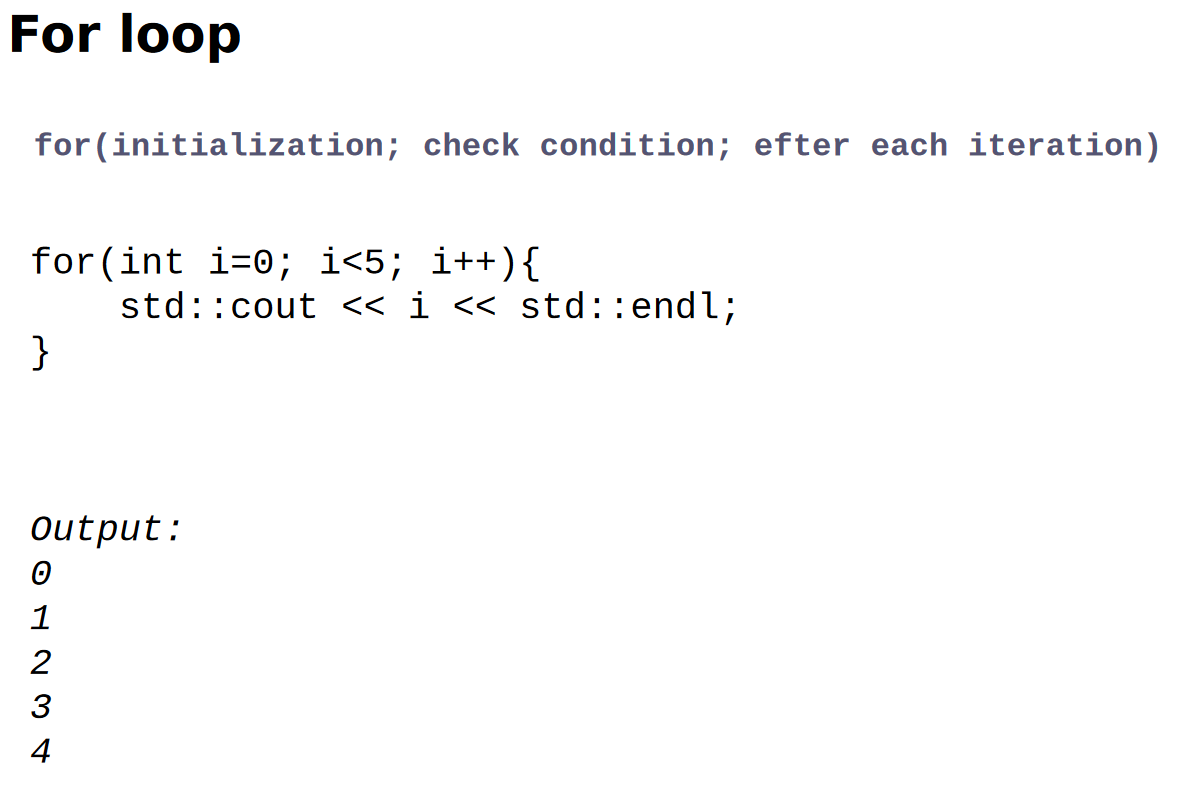 For loop
for(initialization; check condition; efter each iteration)
for(int i=0; i<5; i++){
    std::cout << i << std::endl;
}
Output:
0
1
2
3
4